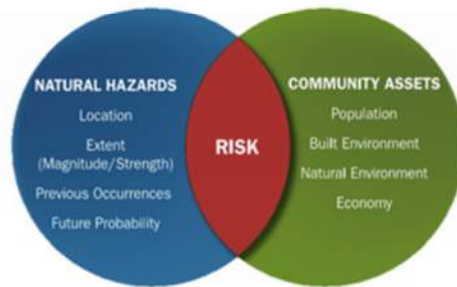 NATURAL HAZARDS
Location
Extent
(Magnitude/Strength)
Previous Occurrences
Future Probability
RISK
COMMUNITY ASSETS
Population
Built Environment
Natural Environment
Economy